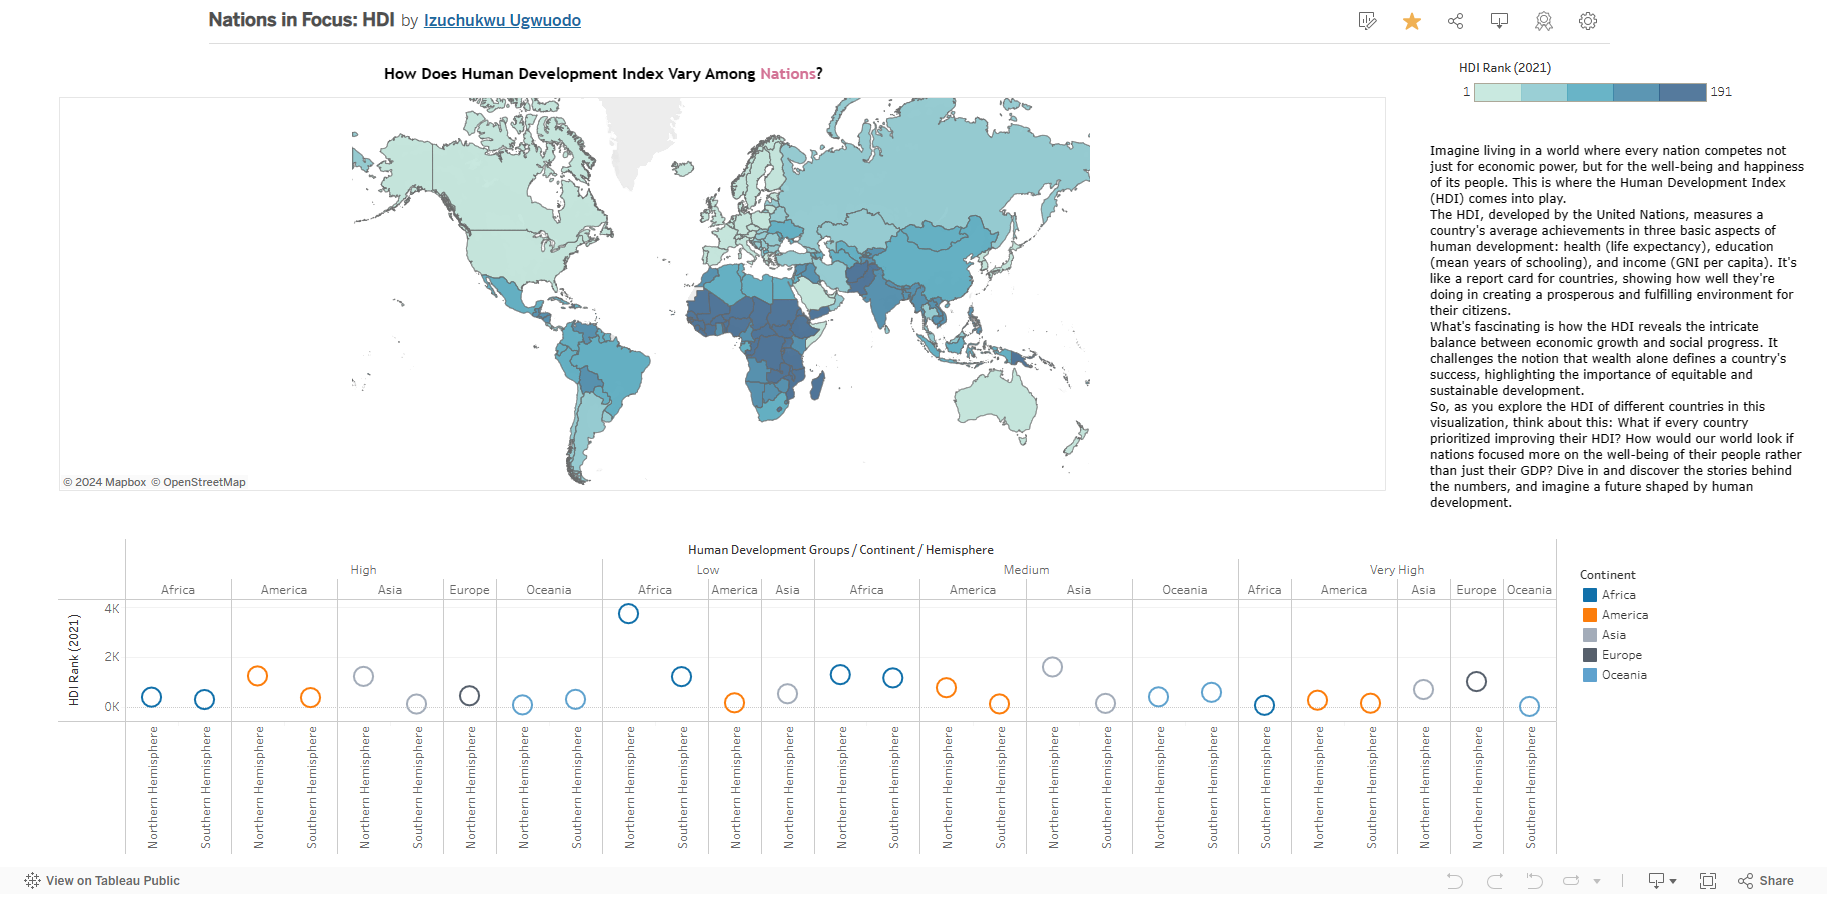 Nations in Focus: HDI by Izuchukwu Ugwuodo
How Does Human Development Index Vary Among Nations?
HDI Rank (2021)
1 191
Imagine living in a world where every nation competes not
just for economic power, but for the well-being and happiness
of its people. This is where the Human Development Index
(HDI) comes into play.
The HDI, developed by the United Nations, measures a
country's average achievements in three basic aspects of
human development: health (life expectancy), education
(mean years of schooling), and income (GNI per capita). It's
like a report card for countries, showing how well they're
doing in creating a prosperous and fulfilling environment for
their citizens.
What's fascinating is how the HDI reveals the intricate
balance between economic growth and social progress. It
challenges the notion that wealth alone defines a country's
success, highlighting the importance of equitable and
sustainable development.
So, as you explore the HDI of different countries in this
visualization, think about this: What if every country
prioritized improving their HDI? How would our world look if
nations focused more on the well-being of their people rather
than just their GDP? Dive in and discover the stories behind
the numbers, and imagine a future shaped by human
development.
© 2024 Mapbox © OpenStreetMap
Human Development Groups / Continent / Hemisphere
High Low Medium Very High
Africa America Asia Europe Oceania Africa America Asia Africa America Asia Oceania Africa America Asia Europe Oceania
HDI Rank (2021)
4K
2K
0K
Northern Hemisphere
Southern Hemisphere
Northern Hemisphere
Southern Hemisphere
Northern Hemisphere
Southern Hemisphere
Northern Hemisphere
Northern Hemisphere
Southern Hemisphere
Northern Hemisphere
Southern Hemisphere
Northern Hemisphere
Northern Hemisphere
Northern Hemisphere
Southern Hemisphere
Northern Hemisphere
Southern Hemisphere
Northern Hemisphere
Southern Hemisphere
Northern Hemisphere
Southern Hemisphere
Northern Hemisphere
Northern Hemisphere
Southern Hemisphere
Northern Hemisphere
Northern Hemisphere
Southern Hemisphere
Continent
Africa
America
Asia
Europe
Oceania
View on Tableau Public
Share